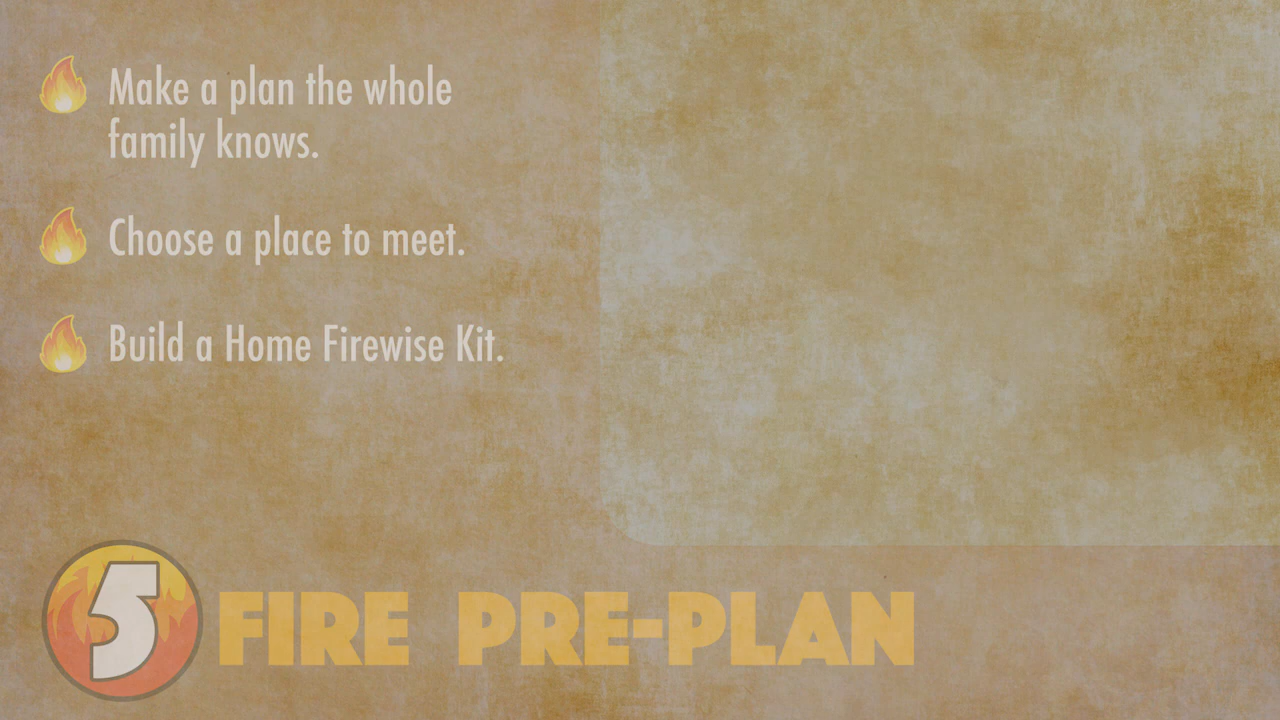 Make a plan the whole
family knows.
Choose a place to meet.
Build a Home Firewise Kit.
5 FIRE PRE-PLAN